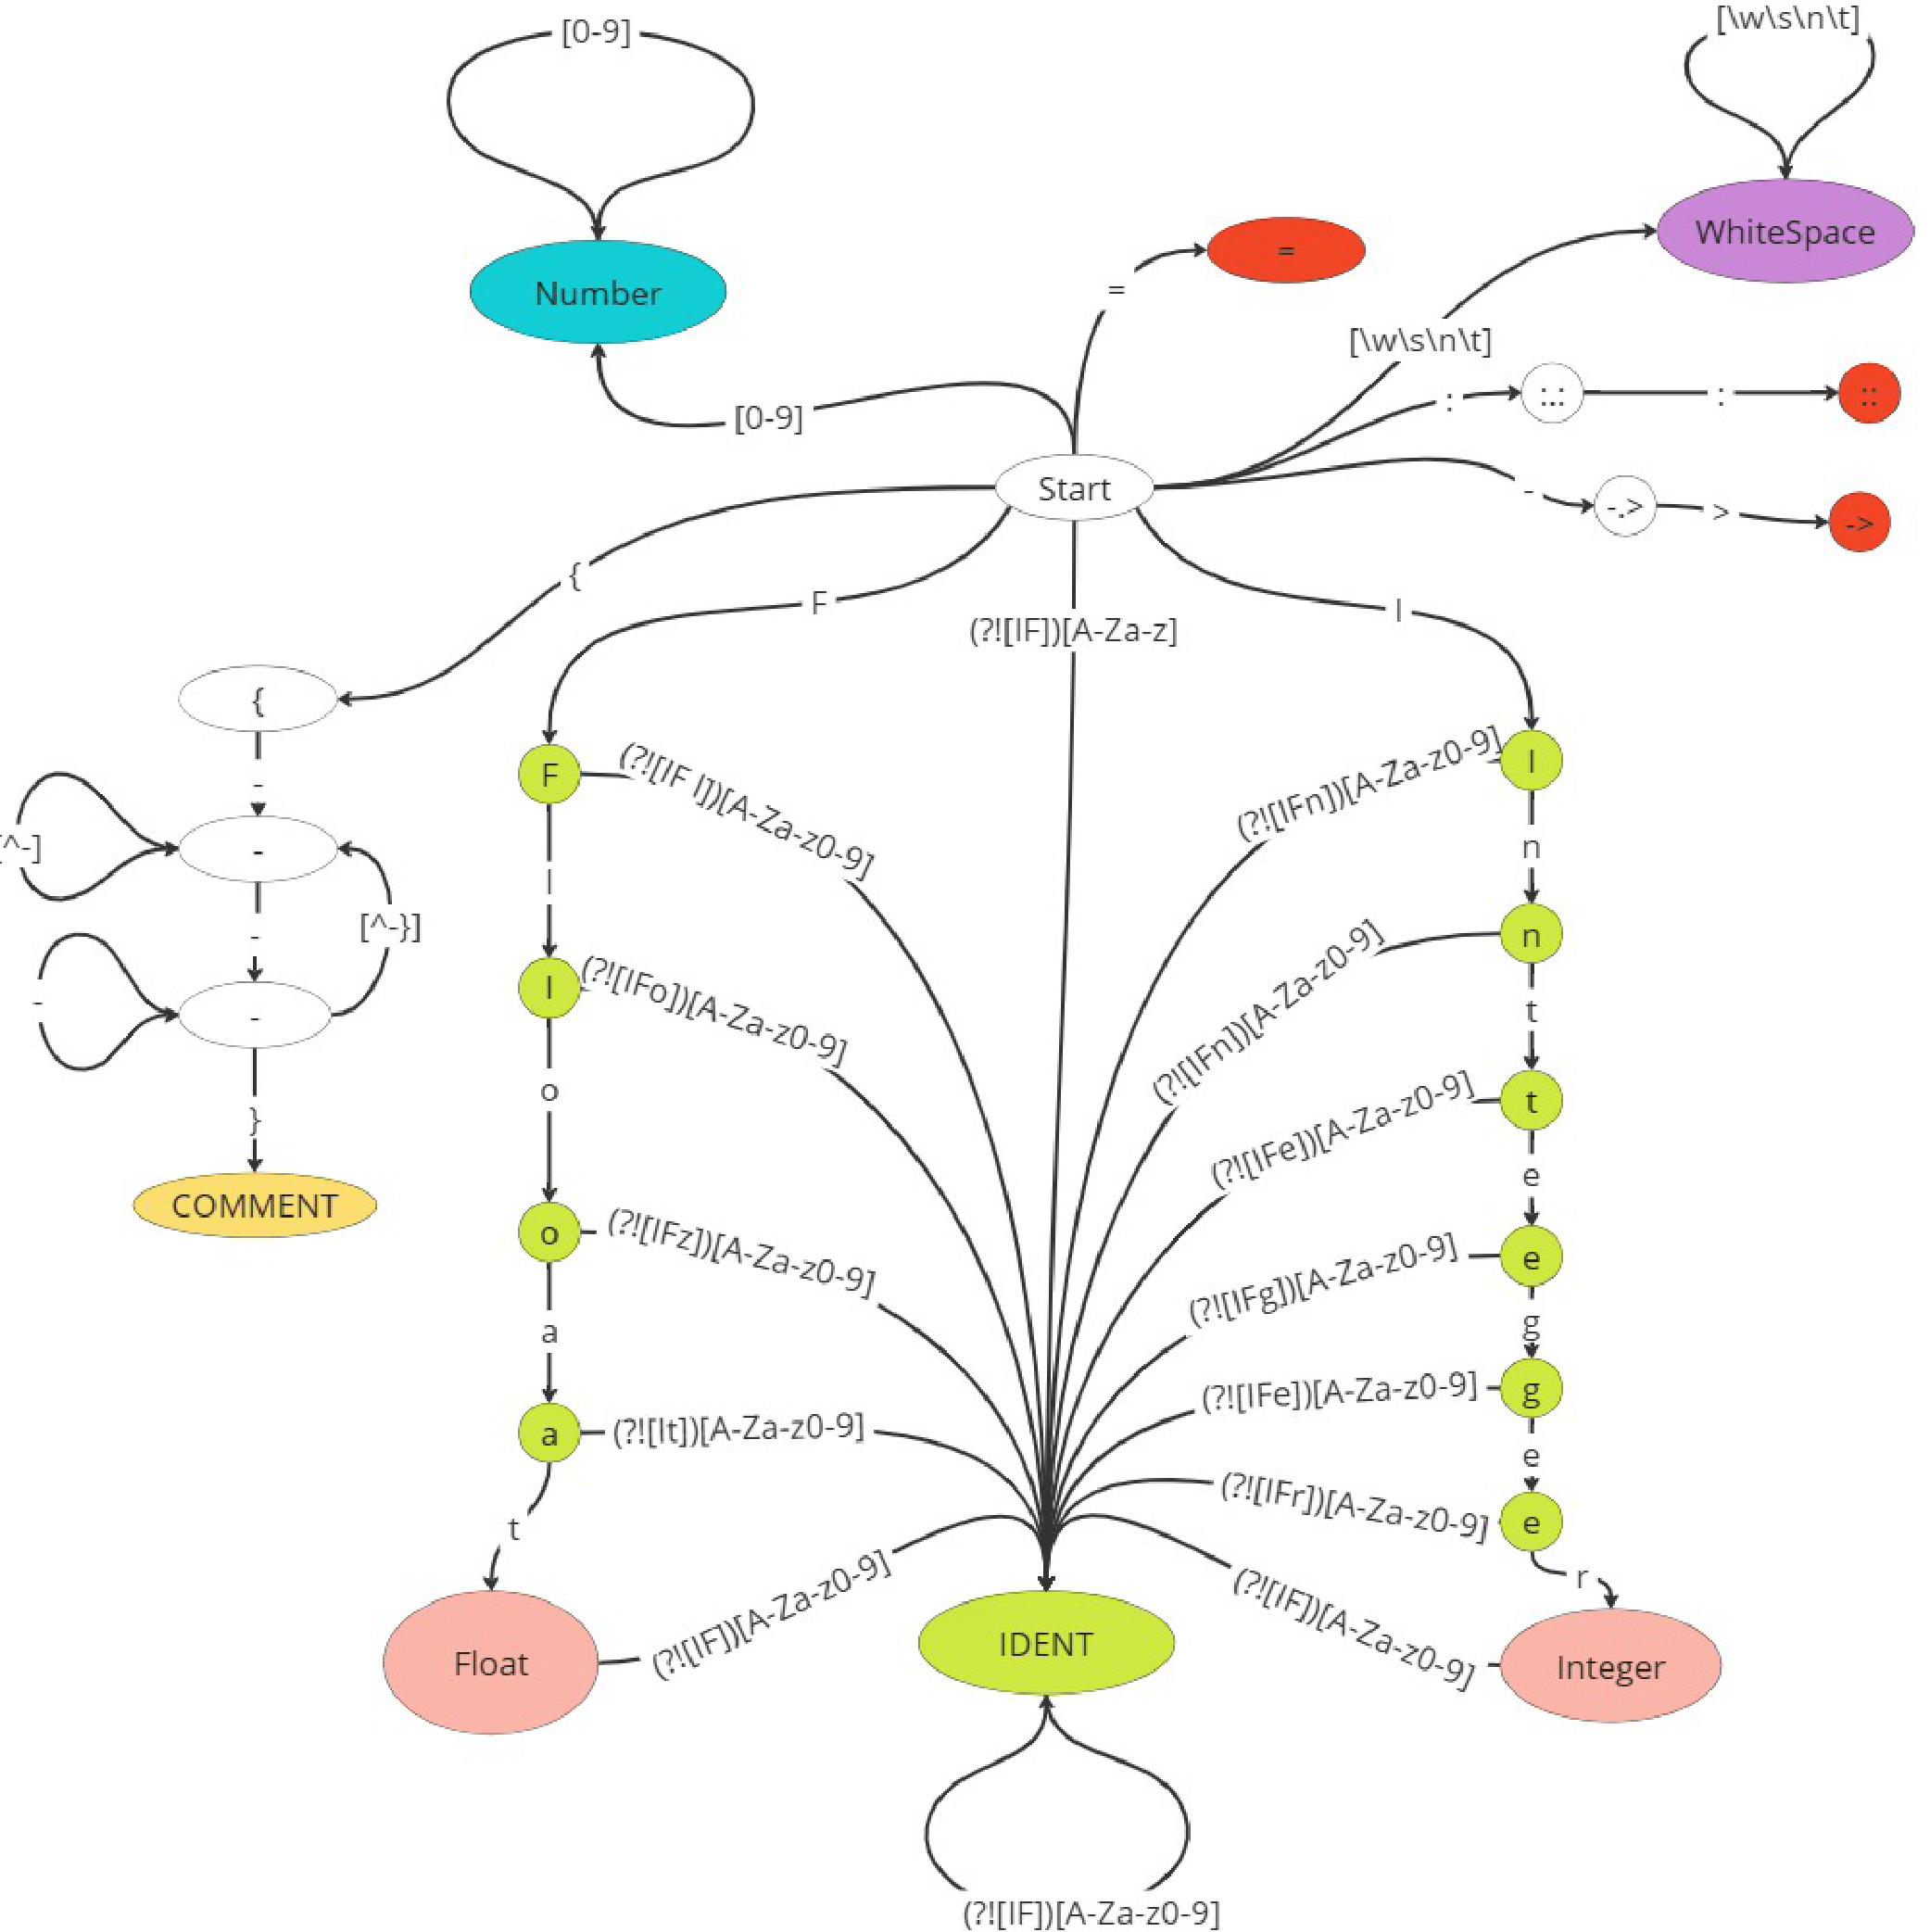 [0-9]
[\w\s\n\t]
WhiteSpace
=
=
Number
[\w\s\n\t]
:
:.:
:
::
[0-9]
Start
-
-.>
>
->
{
F
I
(?![IF])[A-Za-z]
{
-
[^-]
-
[^-}]
-
-
-
}
COMMENT
F
(?![IF l])[A-Za-z0-9]
l
l
(?![IFo])[A-Za-z0-9]
o
o
(?![IFz])[A-Za-z0-9]
a
a
(?![It])[A-Za-z0-9]
t
Float
(?![IF])[A-Za-z0-9]
I
(?![IFn])[A-Za-z0-9]
n
n
(?![IFn])[A-Za-z0-9]
t
t
(?![IFe])[A-Za-z0-9]
e
e
(?![IFg])[A-Za-z0-9]
g
g
(?![IFe])[A-Za-z0-9]
e
e
(?![IFr])[A-Za-z0-9]
r
Integer
(?![IF])[A-Za-z0-9]
IDENT
(?![IF])[A-Za-z0-9]